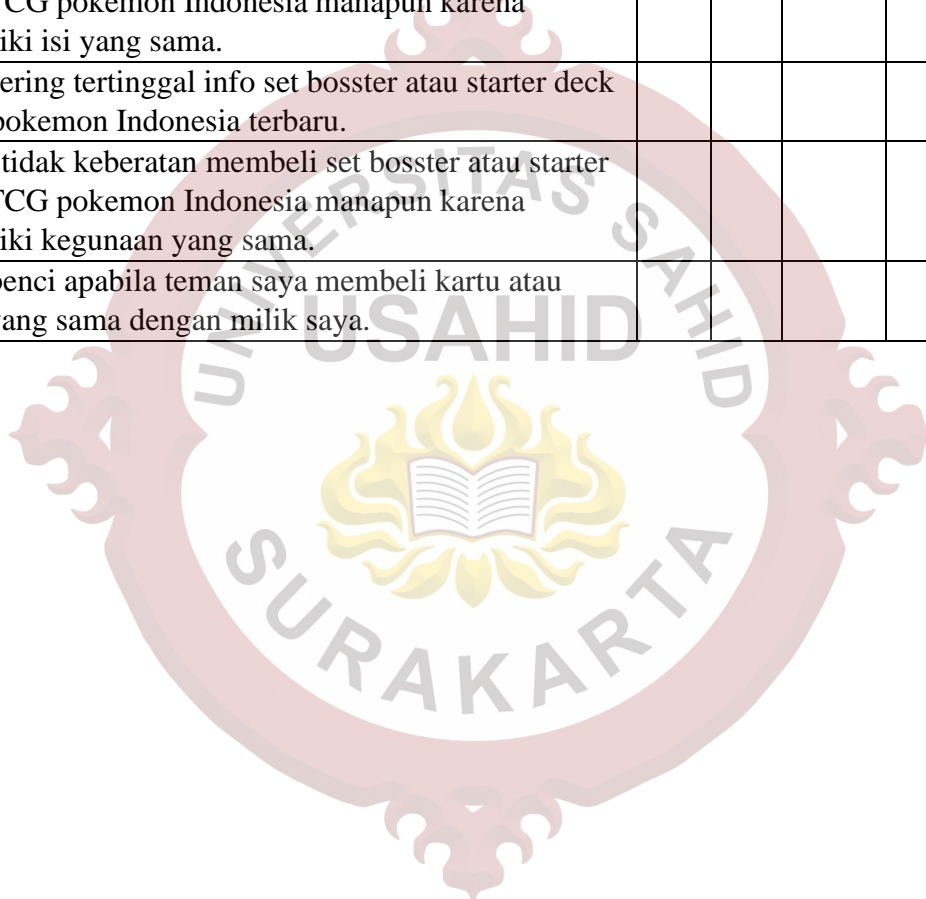 TCG pokemon Indonesia manapun karena
iki isi yang sama.
ering tertinggal info set bosster atau starter deck
pokemon Indonesia terbaru.
tidak keberatan membeli set bosster atau starter
TCG pokemon Indonesia manapun karena
iki kegunaan yang sama.
benci apabila teman saya membeli kartu atau
yang sama dengan milik saya.
UNIVERSITAS SAHID
USAHID
SURAKARTA